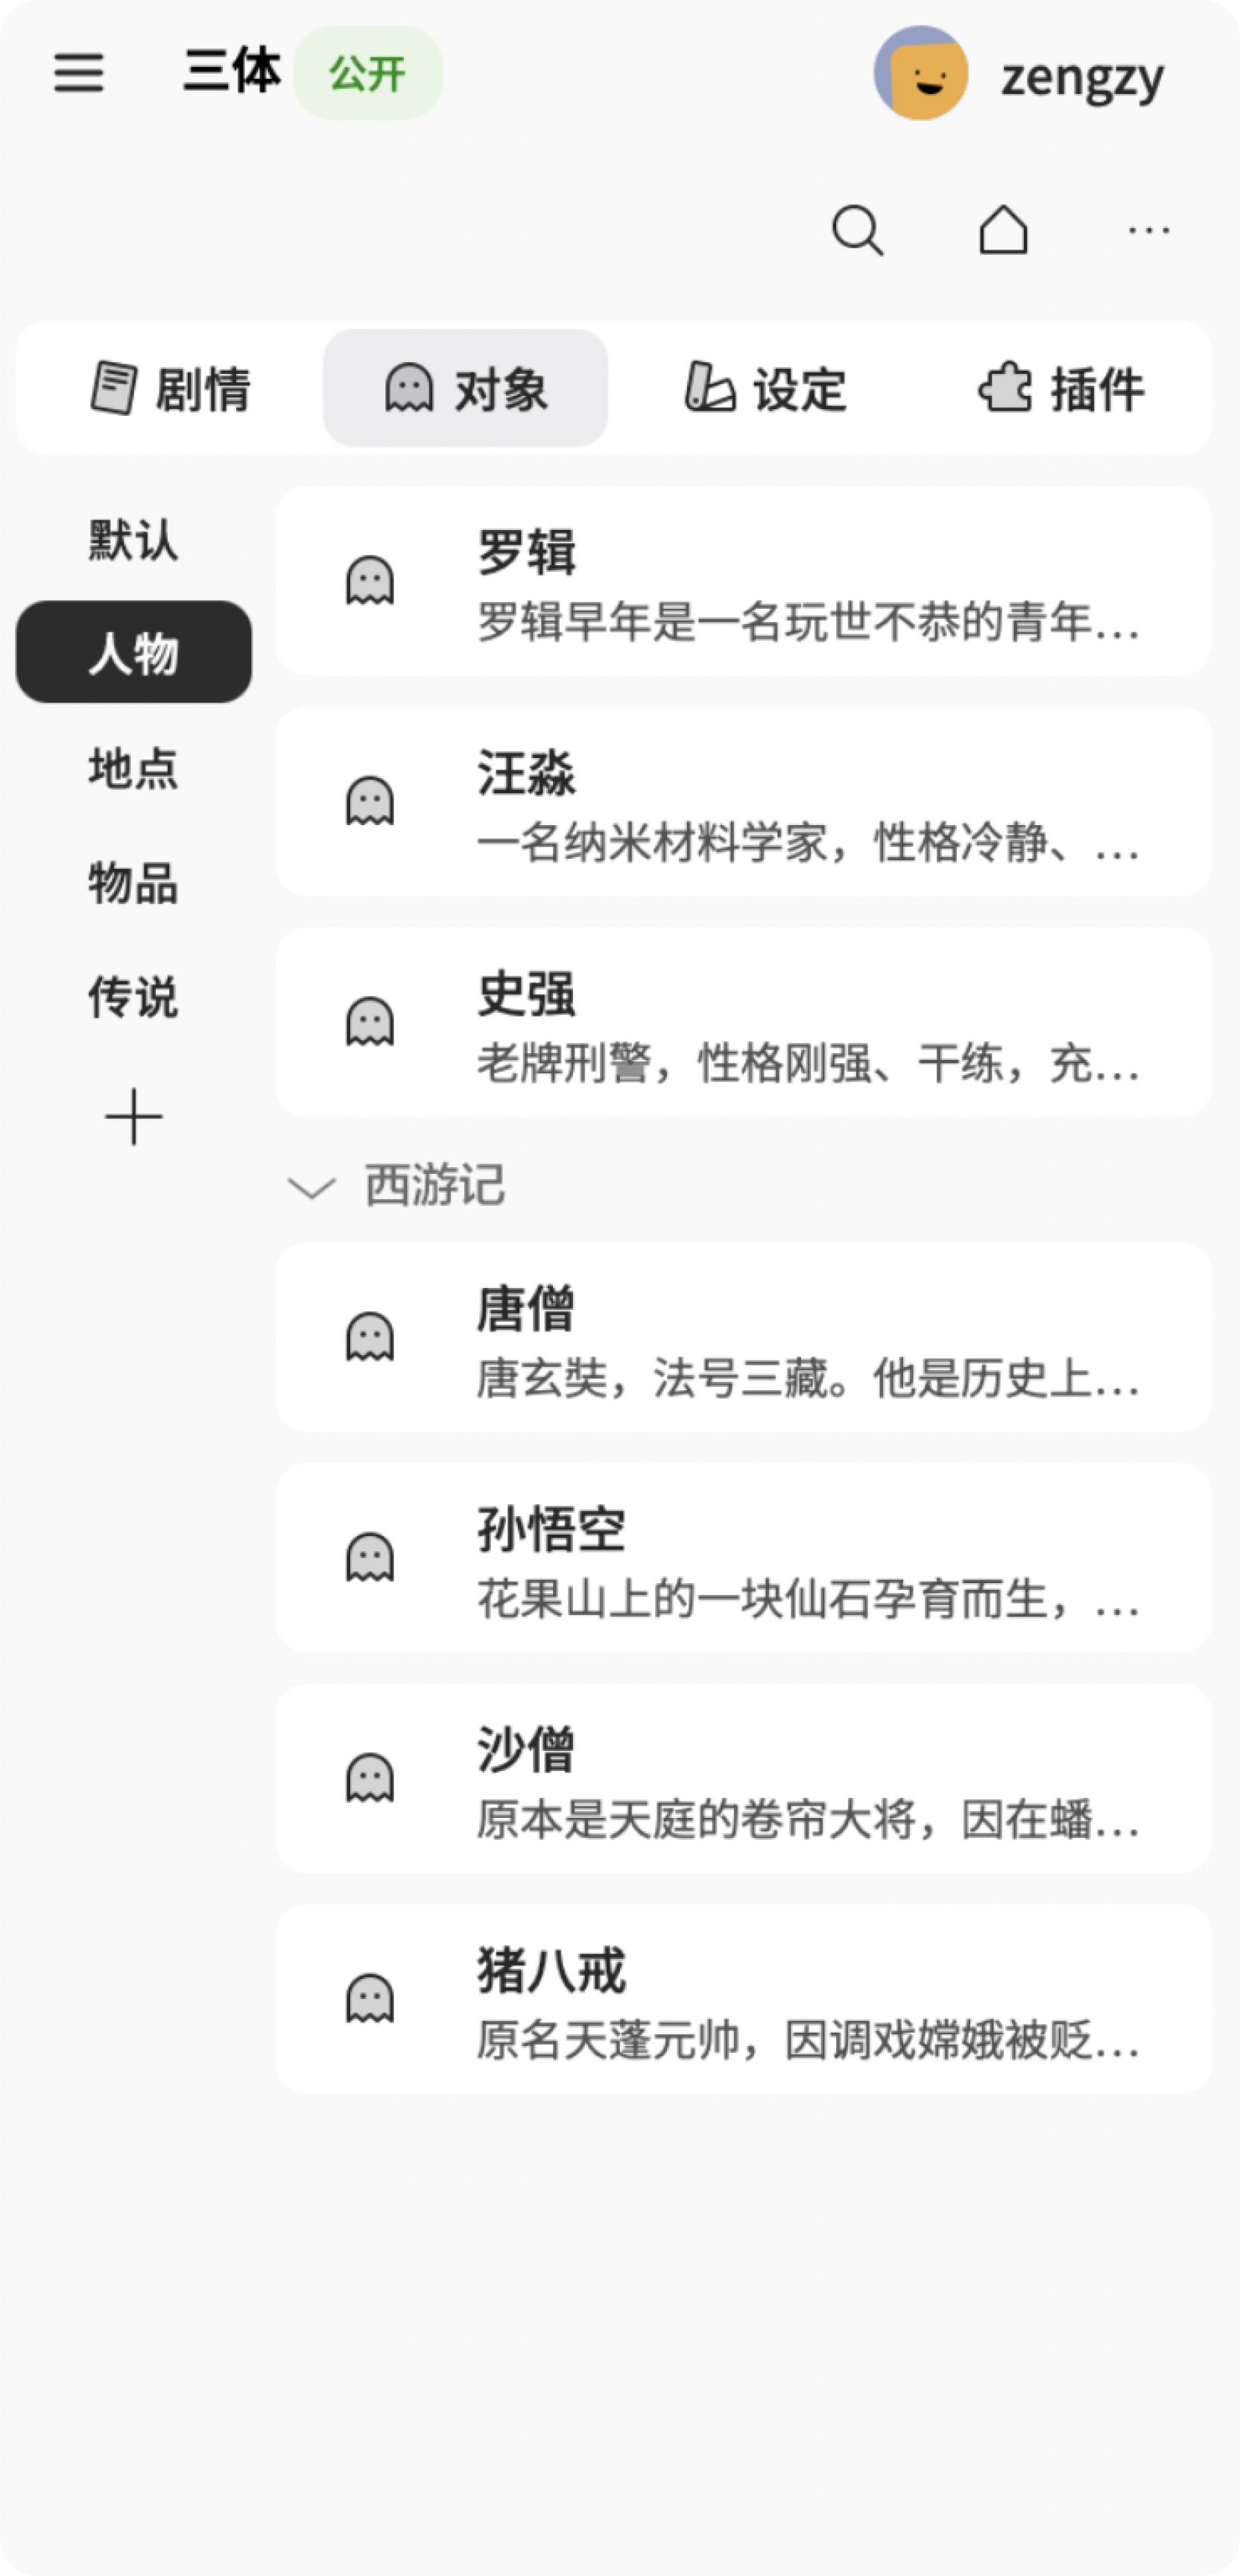 三体 公开 zengzy
剧情 对象 设定 插件
默认
人物
地点
物品
传说
罗辑
罗辑早年是一名玩世不恭的青年...
汪淼
一名纳米材料学家，性格冷静、...
史强
老牌刑警，性格刚强、干练，充...
西游记
唐僧
唐玄奘，法号三藏。他是历史上...
孙悟空
花果山上的一块仙石孕育而生，...
沙僧
原本是天庭的卷帘大将，因在蟠...
猪八戒
原名天蓬元帅，因调戏嫦娥被贬...